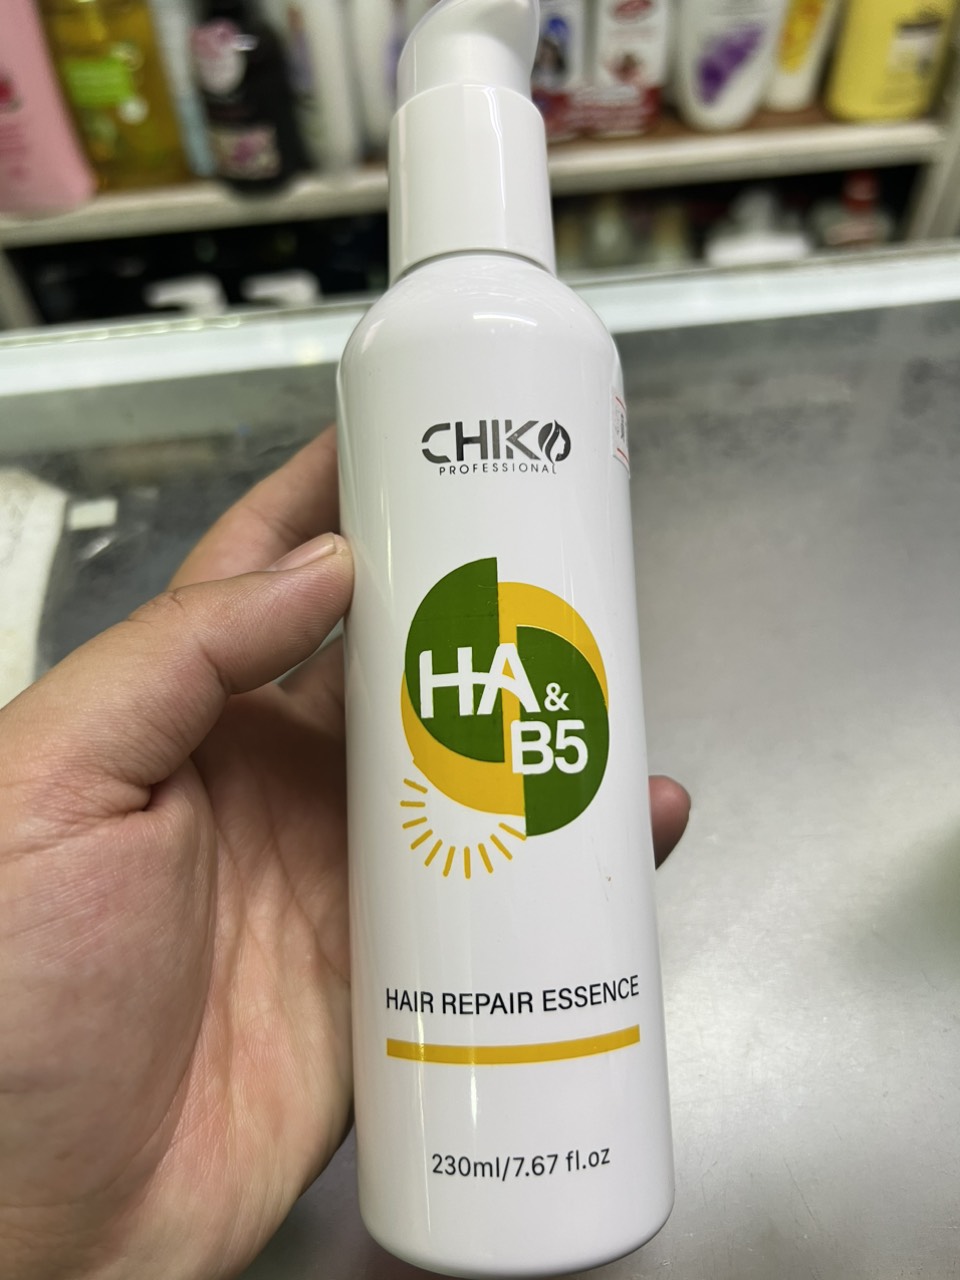 CHIKO
PROFESSIONAL
HA &
B5
HAIR REPAIR ESSENCE
230ml/7.67 fl.oz